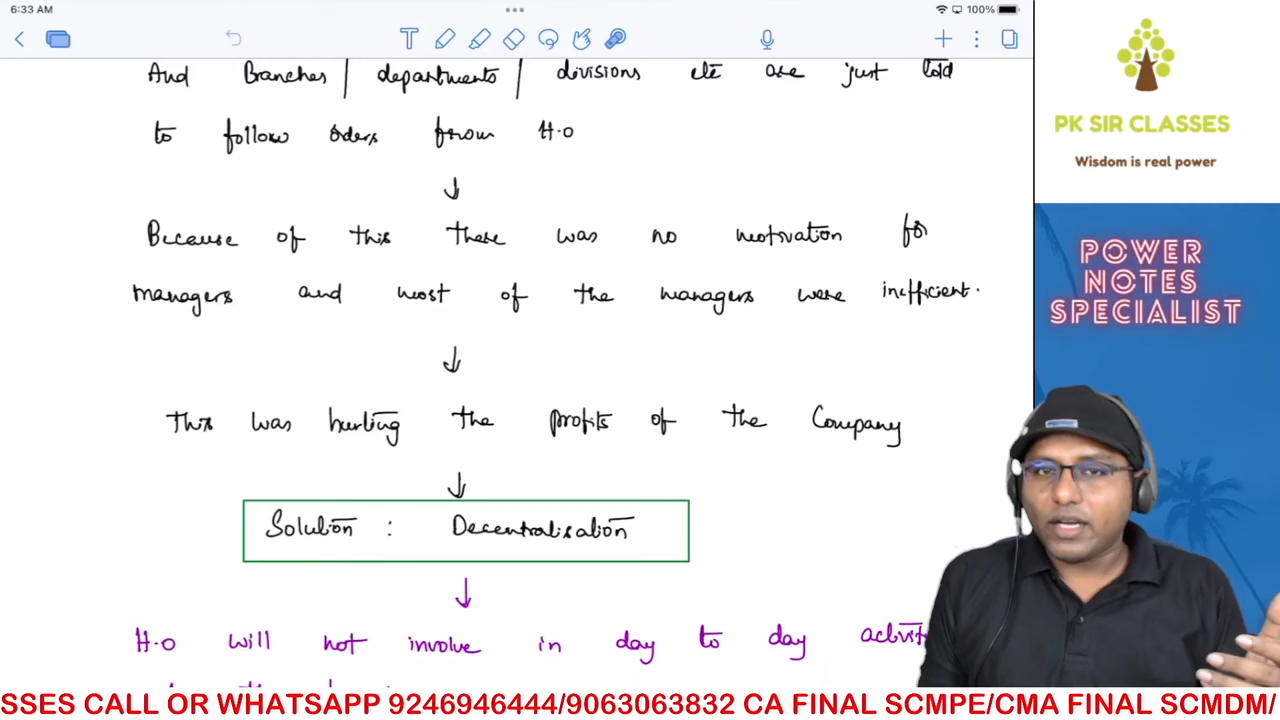 6:33 AM
100%
And Branches | departments | divisions etc are just told
to follow orders from H.O
↓
Because of this there was no motivation for
managers and most of the managers were inefficient.
↓
This was hurting the profits of the Company
↓
Solution : Decentralisation
↓
H.O will not involve in day to day
PK SIR CLASSES
Wisdom is real power
POWER
NOTES
SPECIALIST
SSES CALL OR WHATSAPP 9246946444/9063063832 CA FINAL SCMPE/CMA FINAL SCMDM/